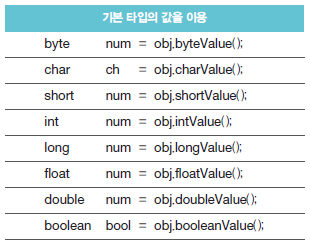 기본 타입의 값을 이용
byte num = obj.byteValue();
char ch = obj.charValue();
short num = obj.shortValue();
int num = obj.intValue();
long num = obj.longValue();
float num = obj.floatValue();
double num = obj.doubleValue();
boolean bool = obj.booleanValue();